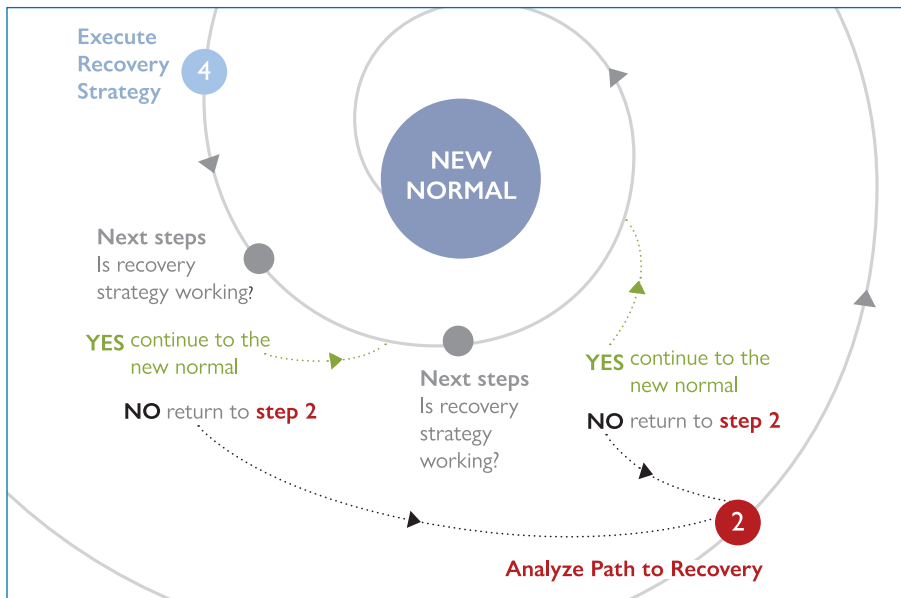 Execute
Recovery
Strategy
4
NEW
NORMAL
Next steps
Is recovery
strategy working?
YES continue to the
new normal
NO return to step 2
Next steps
Is recovery
strategy
working?
YES continue to the
new normal
NO return to step 2
2
Analyze Path to Recovery